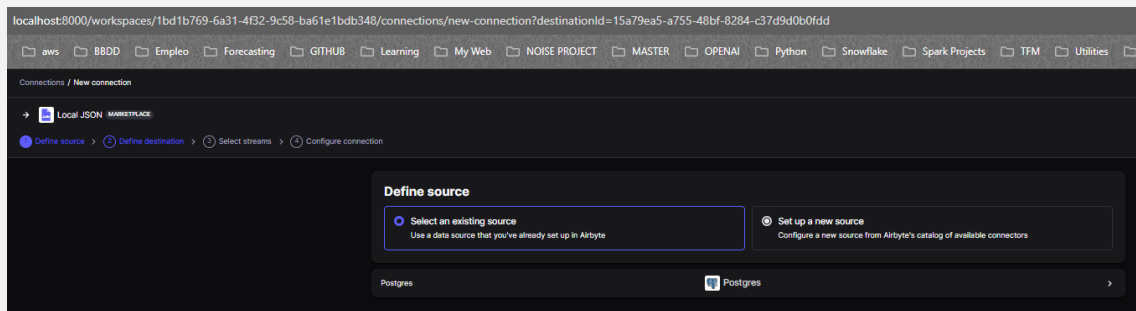 localhost:8000/workspaces/1bd1b769-6a31-4f32-9c58-ba61e1bdb348/connections/new-connection?destinationId=15a79ea5-a755-48bf-8284-c37d9d0b0fdd
aws BBDD Empleo Forecasting GITHUB Learning My Web NOISE PROJECT MASTER OPENAI Python Snowflake Spark Projects TFM Utilities
Connections / New connection
→ Local JSON MARKETPLACE
1 Define source > 2 Define destination > 3 Select streams > 4 Configure connection
Define source
Select an existing source
Use a data source that you've already set up in Airbyte
Set up a new source
Configure a new source from Airbyte's catalog of available connectors
Postgres Postgres >